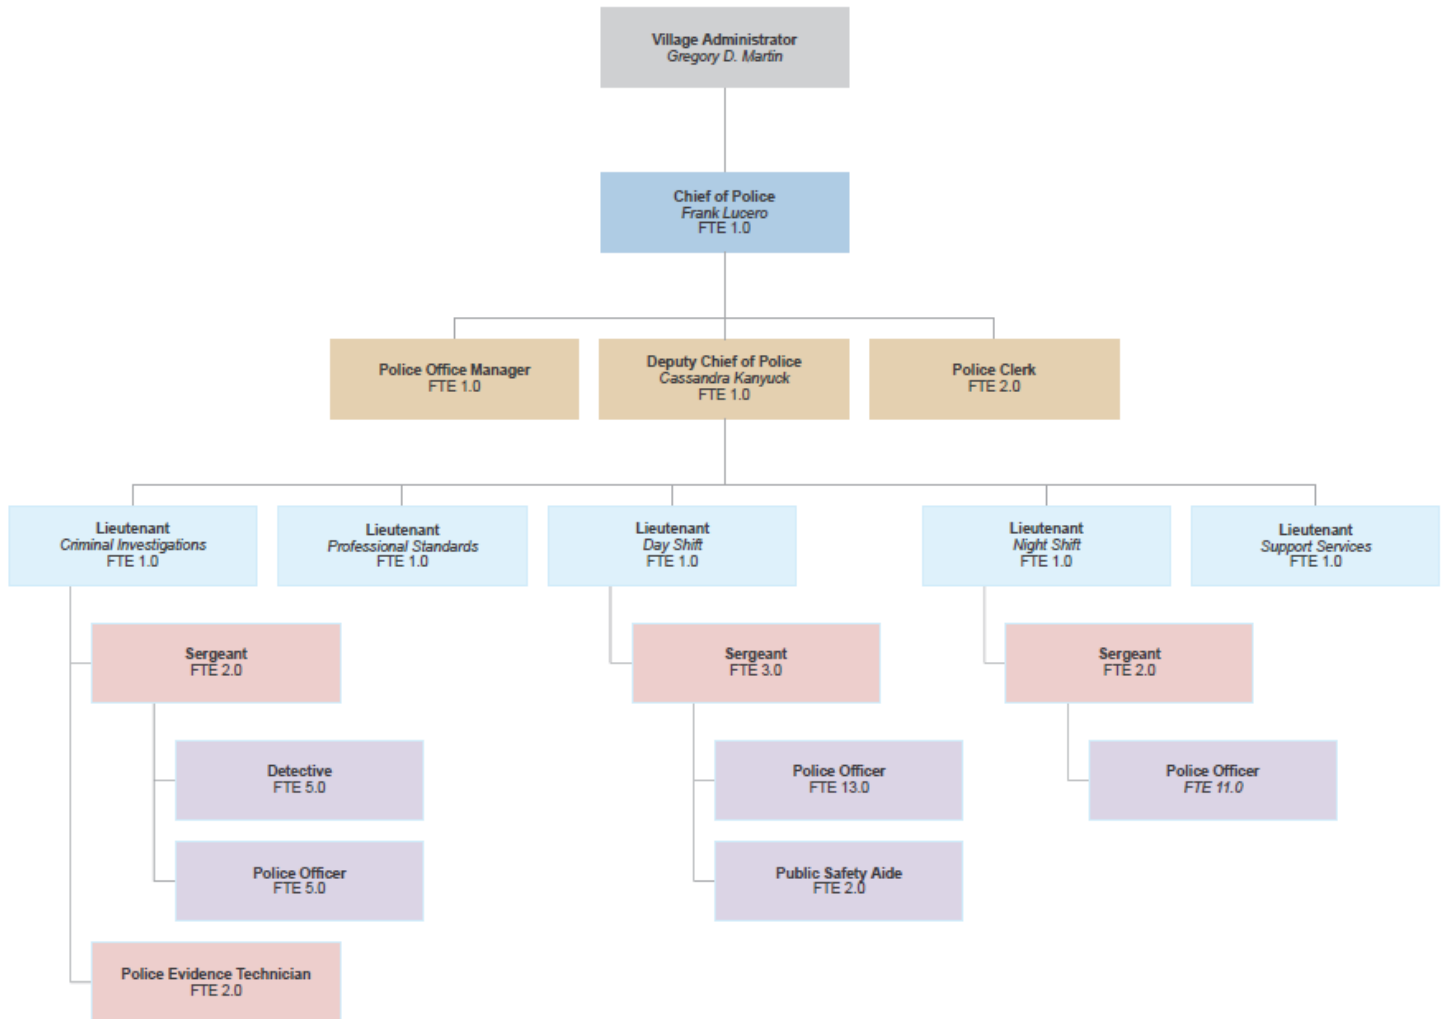 Village Administrator
Gregory D. Martin
Chief of Police
Frank Lucero
FTE 1.0
Police Office Manager
FTE 1.0
Deputy Chief of Police
Cassandra Kanyuck
FTE 1.0
Police Clerk
FTE 2.0
Lieutenant
Criminal Investigations
FTE 1.0
Lieutenant
Professional Standards
FTE 1.0
Lieutenant
Day Shift
FTE 1.0
Lieutenant
Night Shift
FTE 1.0
Lieutenant
Support Services
FTE 1.0
Sergeant
FTE 2.0
Sergeant
FTE 3.0
Sergeant
FTE 2.0
Detective
FTE 5.0
Police Officer
FTE 13.0
Police Officer
FTE 11.0
Police Officer
FTE 5.0
Public Safety Aide
FTE 2.0
Police Evidence Technician
FTE 2.0